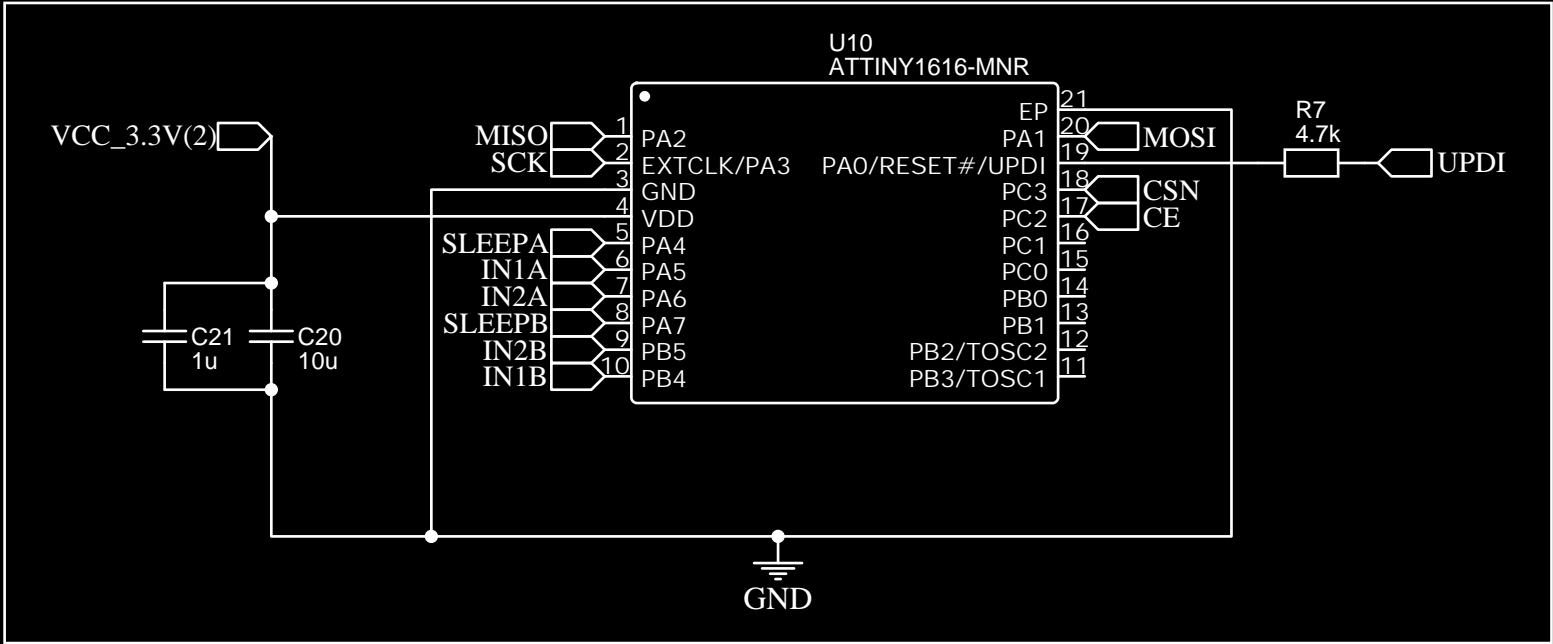 U10
ATTINY1616-MNR
VCC_3.3V(2)
MISO 1 PA2
SCK 2 EXTCLK/PA3
3 GND
4 VDD
SLEEPA 5 PA4
IN1A 6 PA5
IN2A 7 PA6
SLEEPB 8 PA7
IN2B 9 PB5
IN1B 10 PB4
EP 21
PA1 20 MOSI
PA0/RESET#/UPDI 19
R7
4.7k
UPDI
PC3 18 CSN
PC2 17 CE
PC1 16
PC0 15
PB0 14
PB1 13
PB2/TOSC2 12
PB3/TOSC1 11
C21
1u
C20
10u
GND